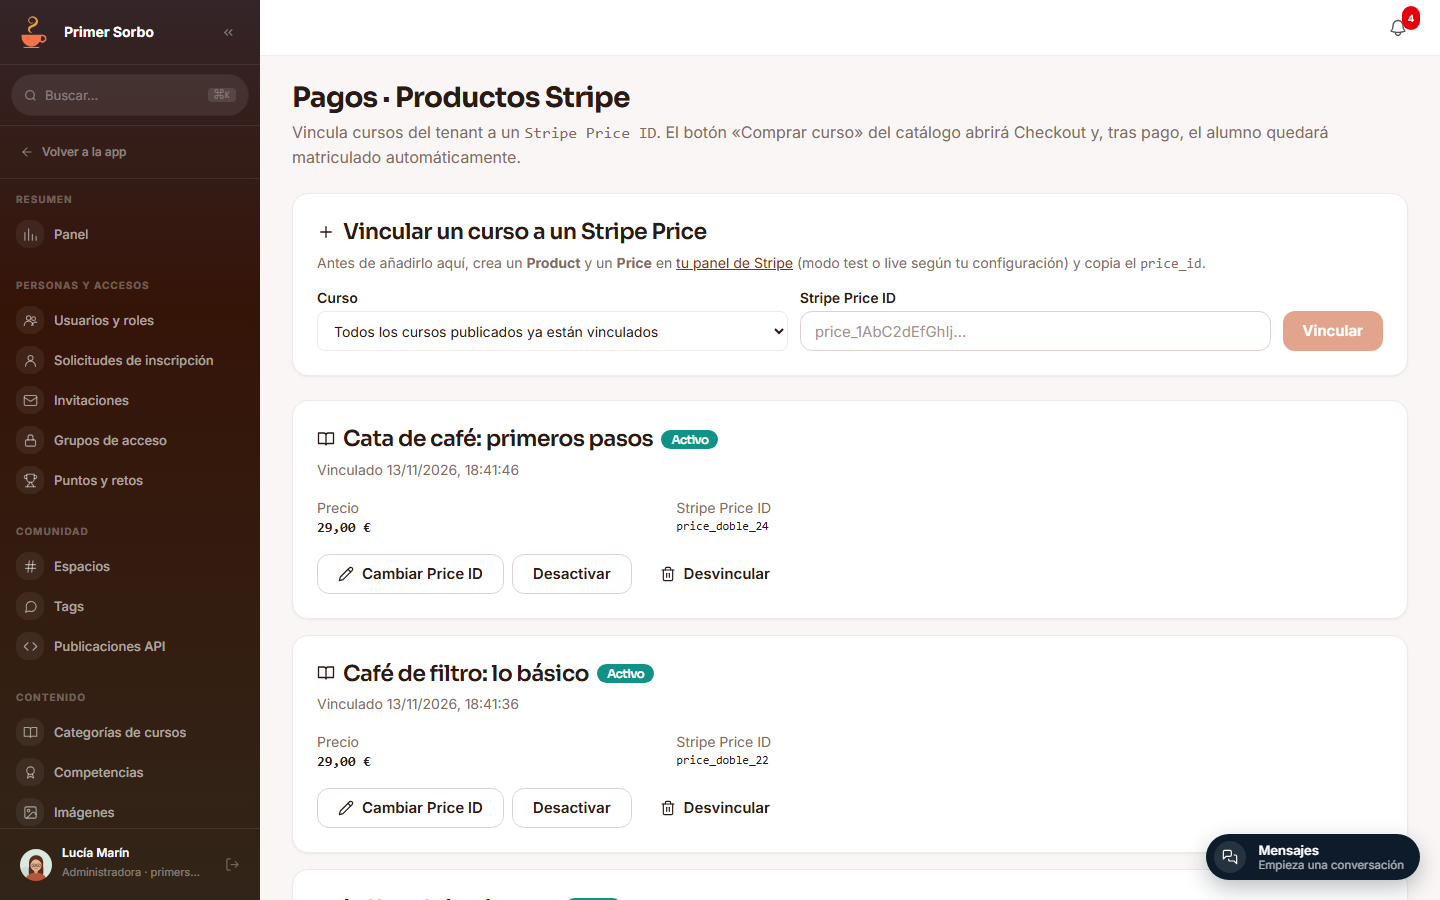 Primer Sorbo
Buscar...
⌘K
Volver a la app
RESUMEN
Panel
PERSONAS Y ACCESOS
Usuarios y roles
Solicitudes de inscripción
Invitaciones
Grupos de acceso
Puntos y retos
COMUNIDAD
Espacios
Tags
Publicaciones API
CONTENIDO
Categorías de cursos
Competencias
Imágenes
Lucía Marín
Administradora · primers...
4
Pagos · Productos Stripe
Vincula cursos del tenant a un Stripe Price ID. El botón «Comprar curso» del catálogo abrirá Checkout y, tras pago, el alumno quedará
matriculado automáticamente.
Vincular un curso a un Stripe Price
Antes de añadirlo aquí, crea un Product y un Price en tu panel de Stripe (modo test o live según tu configuración) y copia el price_id.
Curso
Stripe Price ID
Todos los cursos publicados ya están vinculados
price_1AbC2dEfGhIj...
Vincular
Cata de café: primeros pasos Activo
Vinculado 13/11/2026, 18:41:46
Precio
Stripe Price ID
29,00 €
price_doble_24
Cambiar Price ID
Desactivar
Desvincular
Café de filtro: lo básico Activo
Vinculado 13/11/2026, 18:41:36
Precio
Stripe Price ID
29,00 €
price_doble_22
Cambiar Price ID
Desactivar
Desvincular
Mensajes
Empieza una conversación